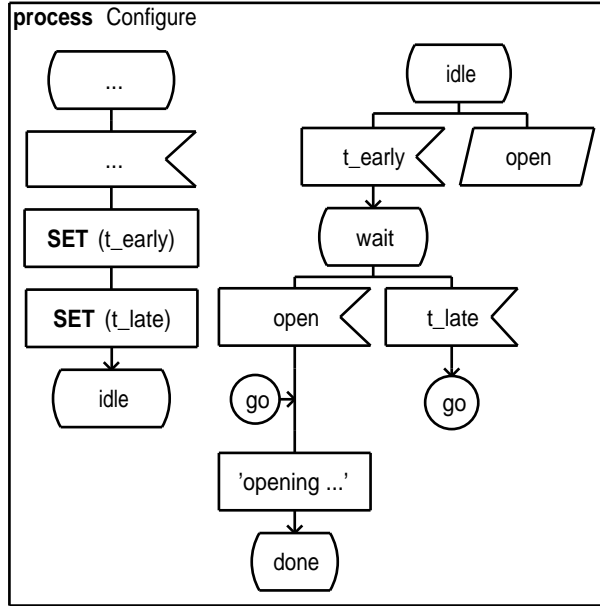 process Configure
...
...
SET (t_early)
SET (t_late)
idle
idle
t_early
open
wait
open
t_late
go
go
'opening ...'
done